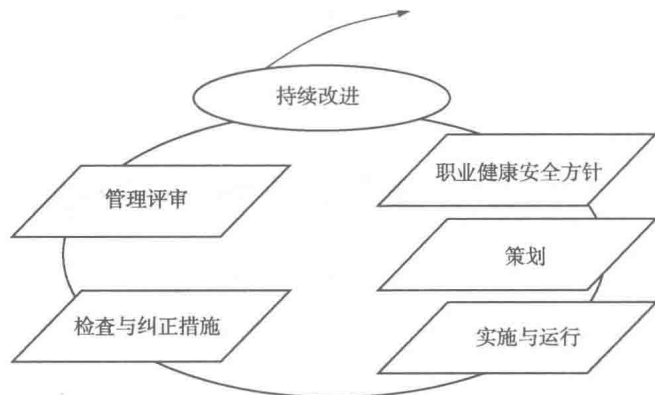 持续改进
职业健康安全方针
管理评审
策划
检查与纠正措施
实施与运行